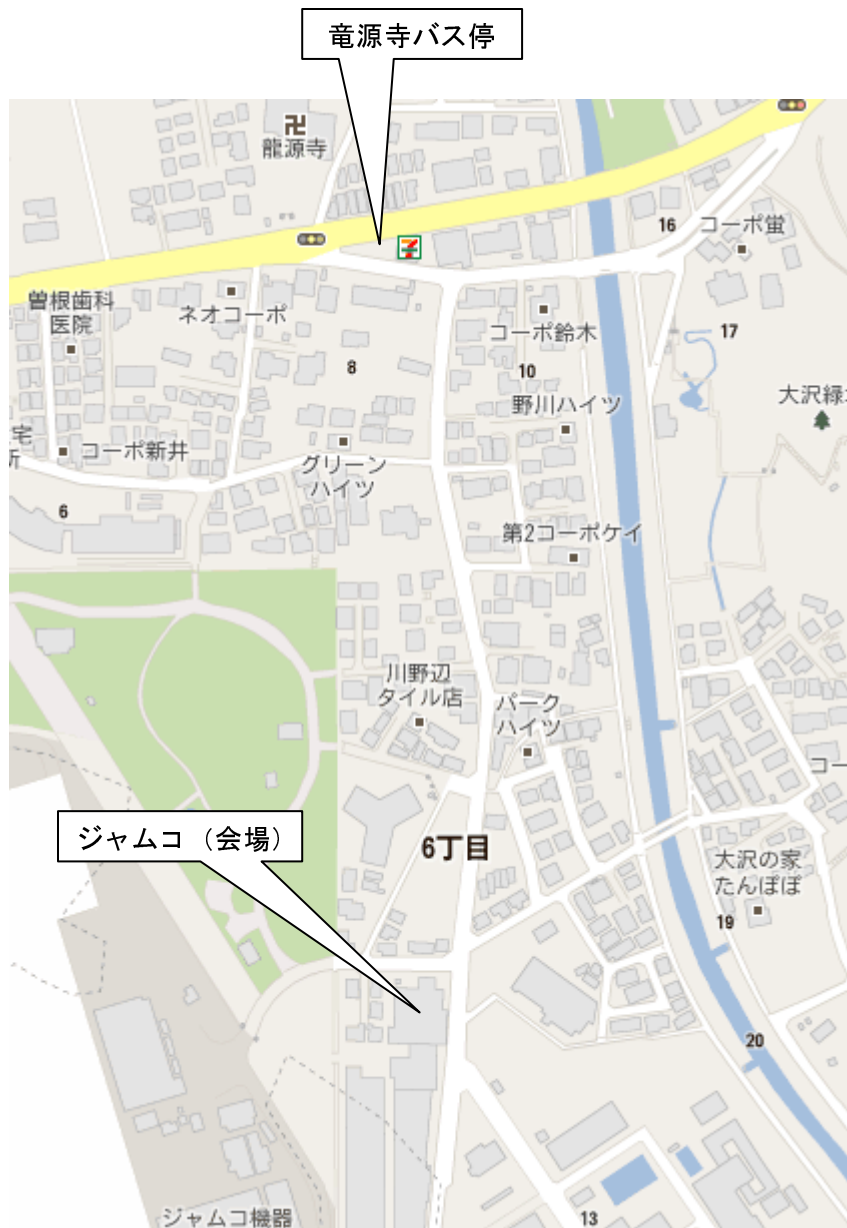 竜源寺バス停
卍
龍源寺
16
コーポ蛍
7
曽根歯科
医院
ネオコーポ
コーポ鈴木
17
8
10
大沢緑
野川ハイツ
宅
所
コーポ新井
グリーン
ハイツ
6
第2コーポケイ
川野辺
タイル店
パーク
ハイツ
コー
ジャムコ（会場）
6丁目
大沢の家
たんぽぽ
19
20
ジャムコ機器
13